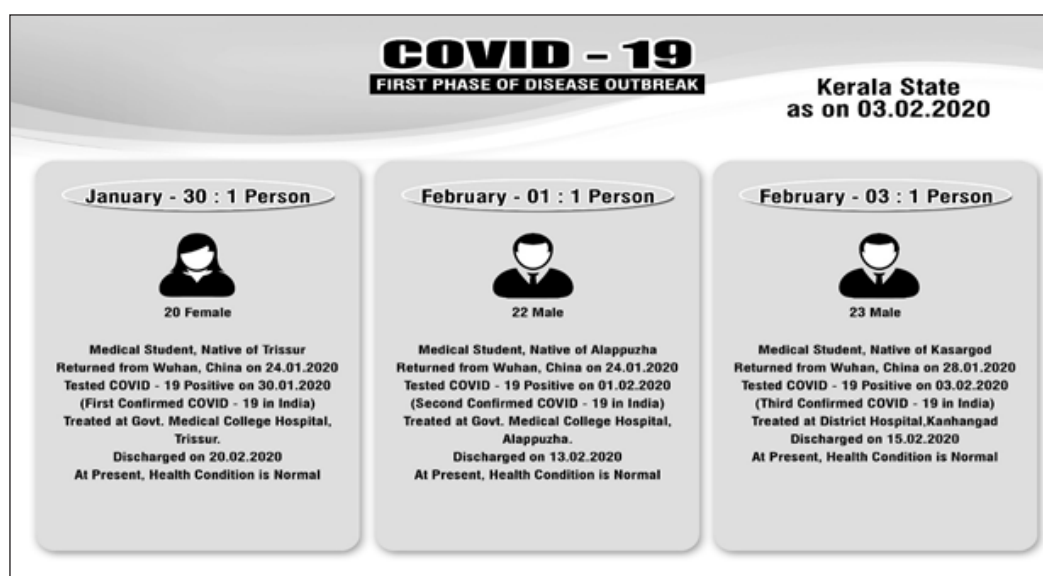 COVID - 19
FIRST PHASE OF DISEASE OUTBREAK
Kerala State
as on 03.02.2020
January - 30 : 1 Person
20 Female
Medical Student, Native of Trissur
Returned from Wuhan, China on 24.01.2020
Tested COVID - 19 Positive on 30.01.2020
(First Confirmed COVID - 19 in India)
Treated at Govt. Medical College Hospital,
Trissur.
Discharged on 20.02.2020
At Present, Health Condition is Normal
February - 01 : 1 Person
22 Male
Medical Student, Native of Alappuzha
Returned from Wuhan, China on 24.01.2020
Tested COVID - 19 Positive on 01.02.2020
(Second Confirmed COVID - 19 in India)
Treated at Govt. Medical College Hospital,
Alappuzha.
Discharged on 13.02.2020
At Present, Health Condition is Normal
February - 03 : 1 Person
23 Male
Medical Student, Native of Kasargod
Returned from Wuhan, China on 28.01.2020
Tested COVID - 19 Positive on 03.02.2020
(Third Confirmed COVID - 19 in India)
Treated at District Hospital,Kanhangad
Discharged on 15.02.2020
At Present, Health Condition is Normal